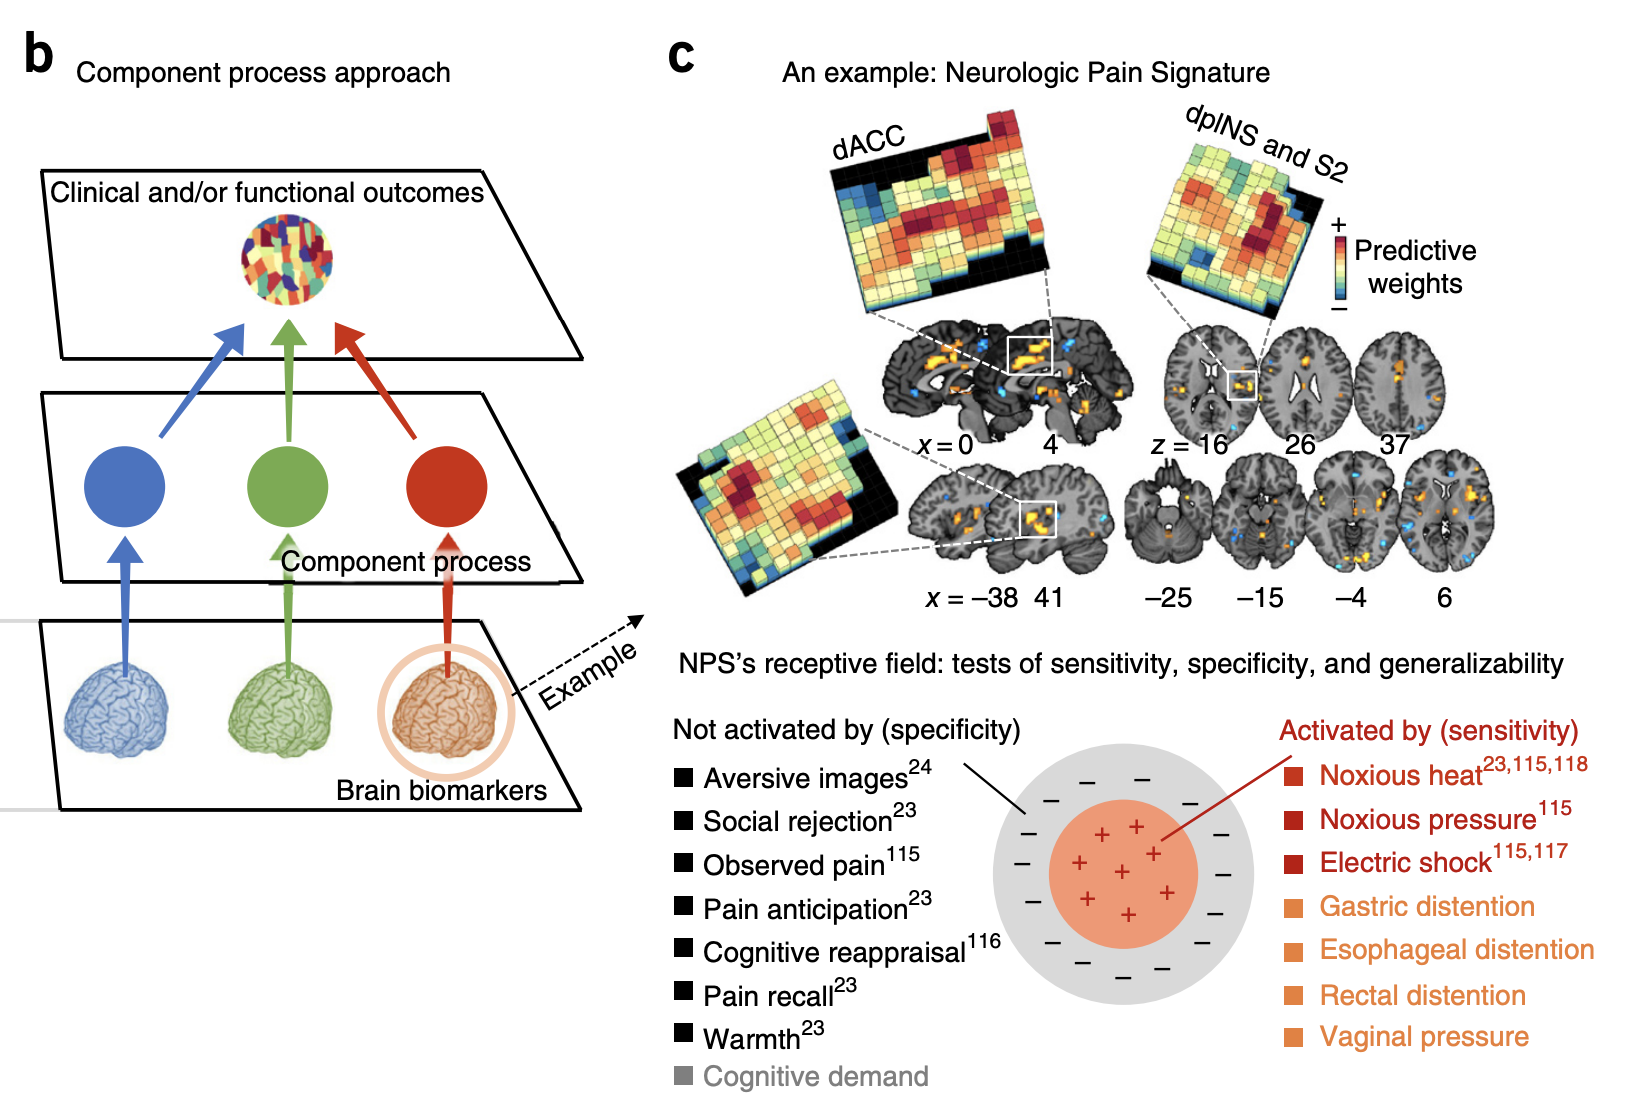 b
Component process approach
Clinical and/or functional outcomes
Component process
Brain biomarkers
Example
c
An example: Neurologic Pain Signature
dACC
dpINS and S2
+
Predictive
weights
–
x = 0
4
z = 16
26
37
x = –38
41
–25
–15
–4
6
NPS's receptive field: tests of sensitivity, specificity, and generalizability
Not activated by (specificity)
Aversive images24
Social rejection23
Observed pain115
Pain anticipation23
Cognitive reappraisal116
Pain recall23
Warmth23
Cognitive demand
Activated by (sensitivity)
Noxious heat23,115,118
Noxious pressure115
Electric shock115,117
Gastric distention
Esophageal distention
Rectal distention
Vaginal pressure